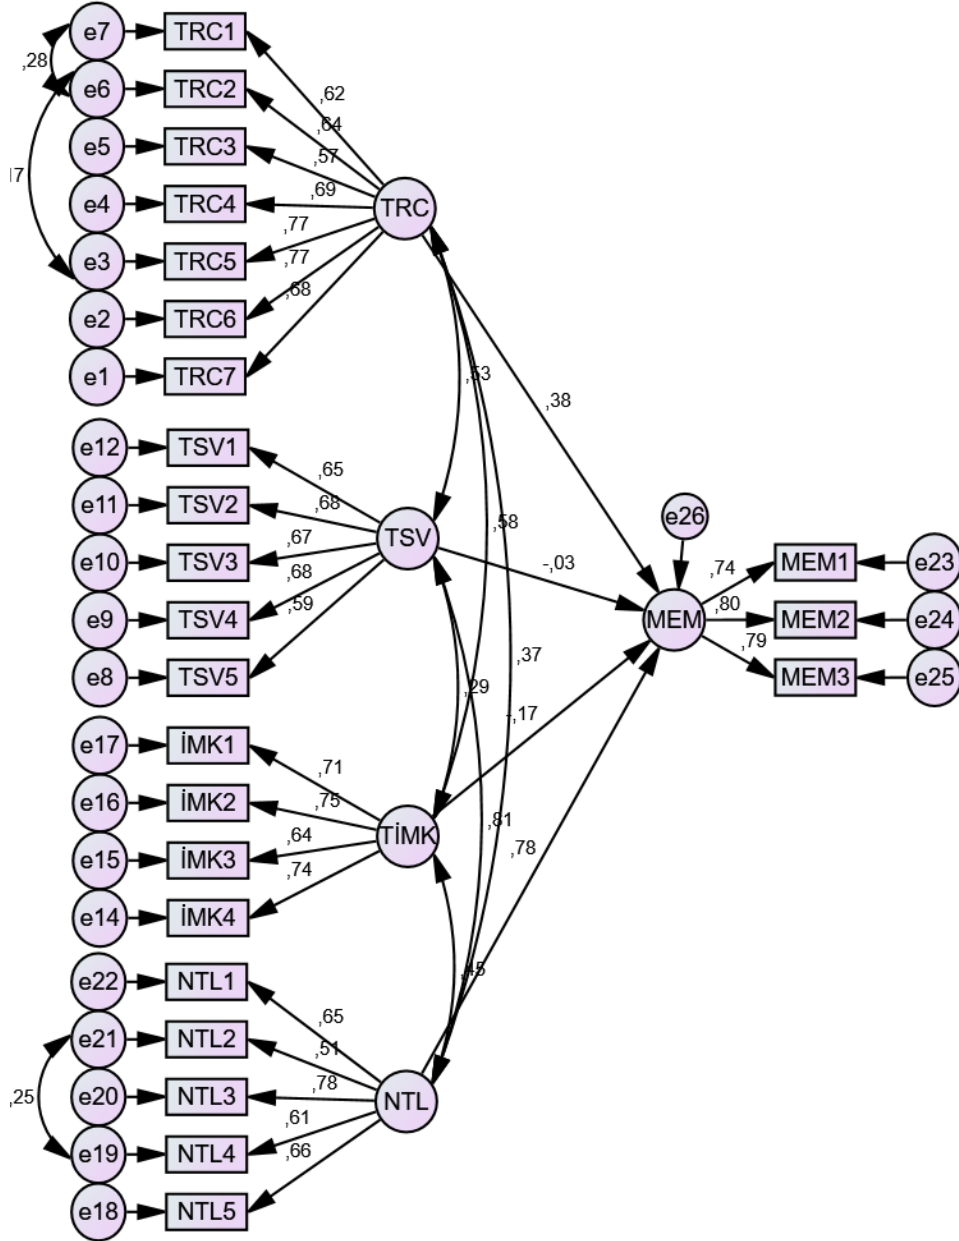 e7 TRC1
,28
e6 TRC2
,62
,64
e5 TRC3
,57
17
e4 TRC4
,69
TRC
,77
e3 TRC5
,77
,68
e2 TRC6
e1 TRC7
,53
,38
e12 TSV1
,65
e11 TSV2
,68
e26
,58
TSV
,67
e10 TSV3
-,03
,74
MEM1 e23
,68
,59
e9 TSV4
MEM
,80
MEM2 e24
,79
e8 TSV5
,37
MEM3 e25
,29
-,17
e17 İMK1
,71
e16 İMK2
,75
,81
TİMK
,64
,78
e15 İMK3
,74
e14 İMK4
,45
e22 NTL1
,65
e21 NTL2
,51
,25
e20 NTL3
,78
NTL
,61
e19 NTL4
,66
e18 NTL5